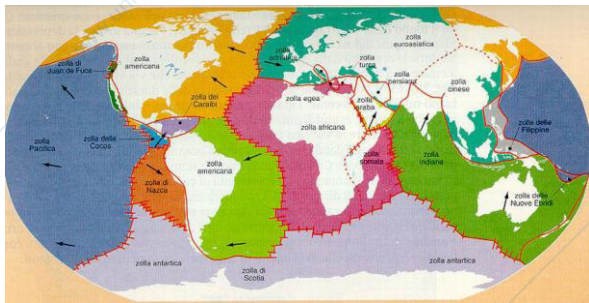 zolla di
Juan de Fuca
zolla
americana
zolla dei
Caraibi
zolla
adriatica
zolla
turca
zolla
euroasiatica
zolla
persiana
zolla
cinese
zolla egea
zolla
araba
zolla africana
zolla
somala
zolla
indiana
zolla delle
Filippine
zolla
Pacifica
zolla delle
Cocos
zolla di
Nazca
zolla
americana
zolla delle
Nuove Ebridi
zolla antartica
zolla di
Scotia
zolla antartica